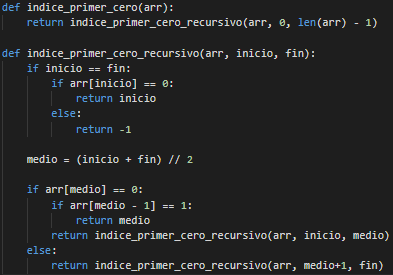 def indice_primer_cero(arr):
    return indice_primer_cero_recursivo(arr, 0, len(arr) - 1)

def indice_primer_cero_recursivo(arr, inicio, fin):
    if inicio == fin:
        if arr[inicio] == 0:
            return inicio
        else:
            return -1

    medio = (inicio + fin) // 2

    if arr[medio] == 0:
        if arr[medio - 1] == 1:
            return medio
        return indice_primer_cero_recursivo(arr, inicio, medio)
    else:
        return indice_primer_cero_recursivo(arr, medio+1, fin)